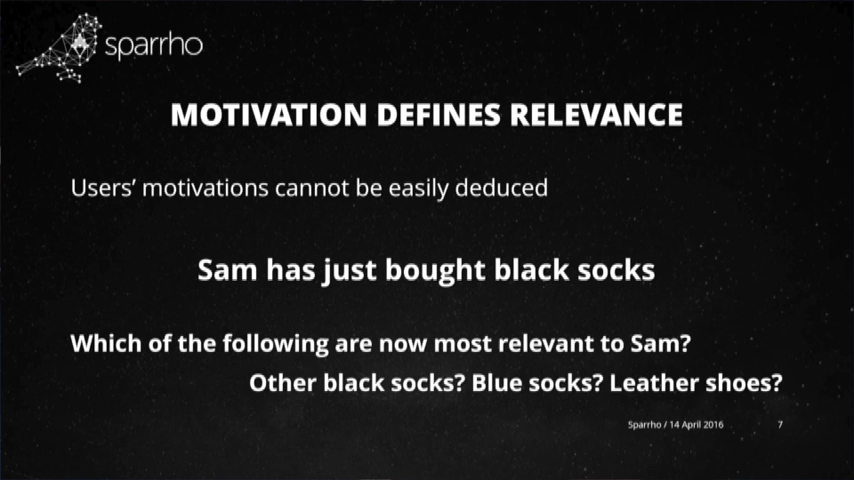 sparrho
MOTIVATION DEFINES RELEVANCE
Users’ motivations cannot be easily deduced
Sam has just bought black socks
Which of the following are now most relevant to Sam?
Other black socks? Blue socks? Leather shoes?
Sparrho / 14 April 2016 7